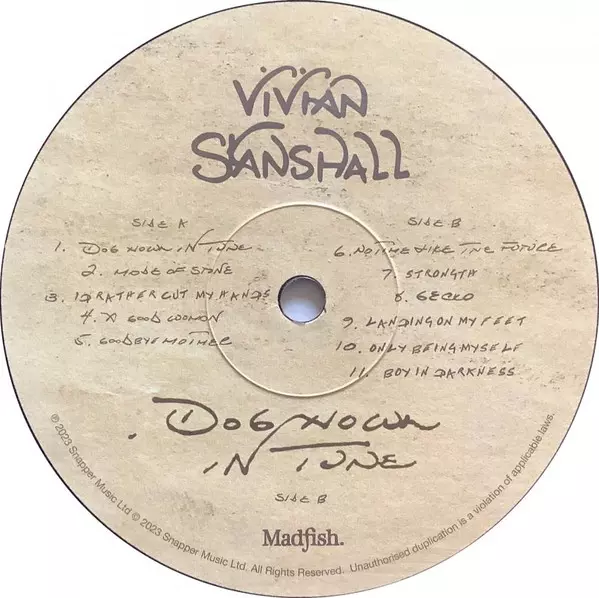 ViViAN
STANSHALL
SIDE A
1. DOG HOWL IN TUNE
2. MODE OF STONE
3. I'D RATHER CUT MY HANDS
4. A GOOD WOMON
5. GOODBYE MOTHER
SIDE B
6. NO TIME LIKE THE FUTURE
7. STRENGTH
8. GECKO
9. LANDING ON MY FEET
10. ONLY BEING MYSELF
11. BOY IN DARKNESS
DOG HOWL
IN TUNE
SIDE B
Madfish.
℗ 2023 Snapper Music Ltd © 2023 Snapper Music Ltd. All Rights Reserved. Unauthorised duplication is a violation of applicable laws.